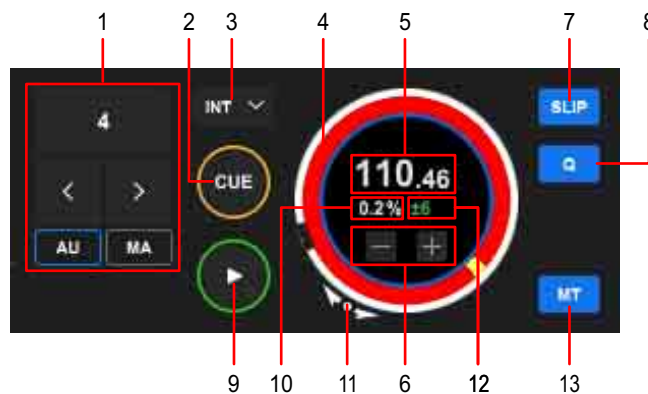 1 2 3 4 5 7 8
4
INT
SLIP
CUE
110.46
Q
0.2% ±6
AU MA
MT
9 10 11 6 12 13